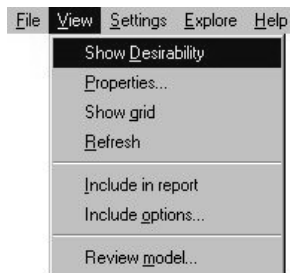 File View Settings Explore Help
Show Desirability
Properties...
Show grid
Refresh
Include in report
Include options...
Review model...